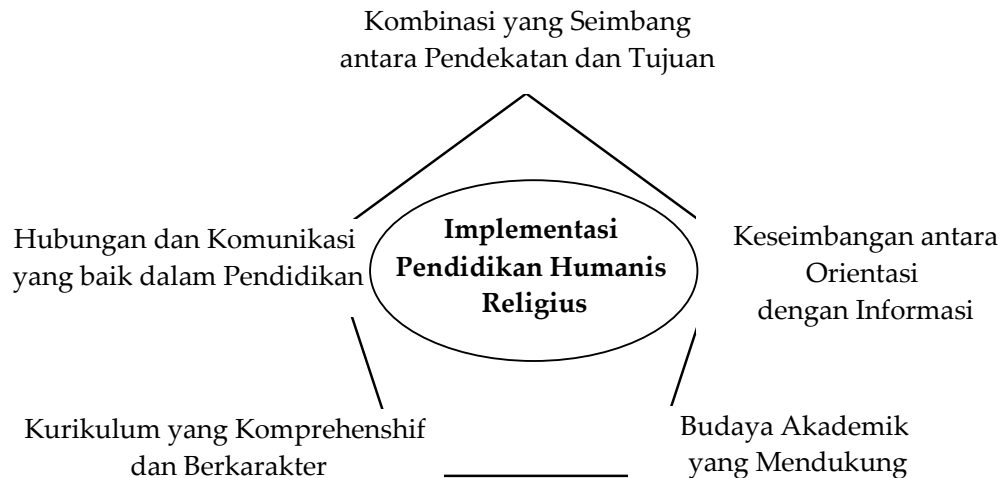 Kombinasi yang Seimbang
antara Pendekatan dan Tujuan
Hubungan dan Komunikasi
yang baik dalam Pendidikan
Implementasi
Pendidikan Humanis
Religius
Keseimbangan antara
Orientasi
dengan Informasi
Kurikulum yang Komprehenshif
dan Berkarakter
Budaya Akademik
yang Mendukung